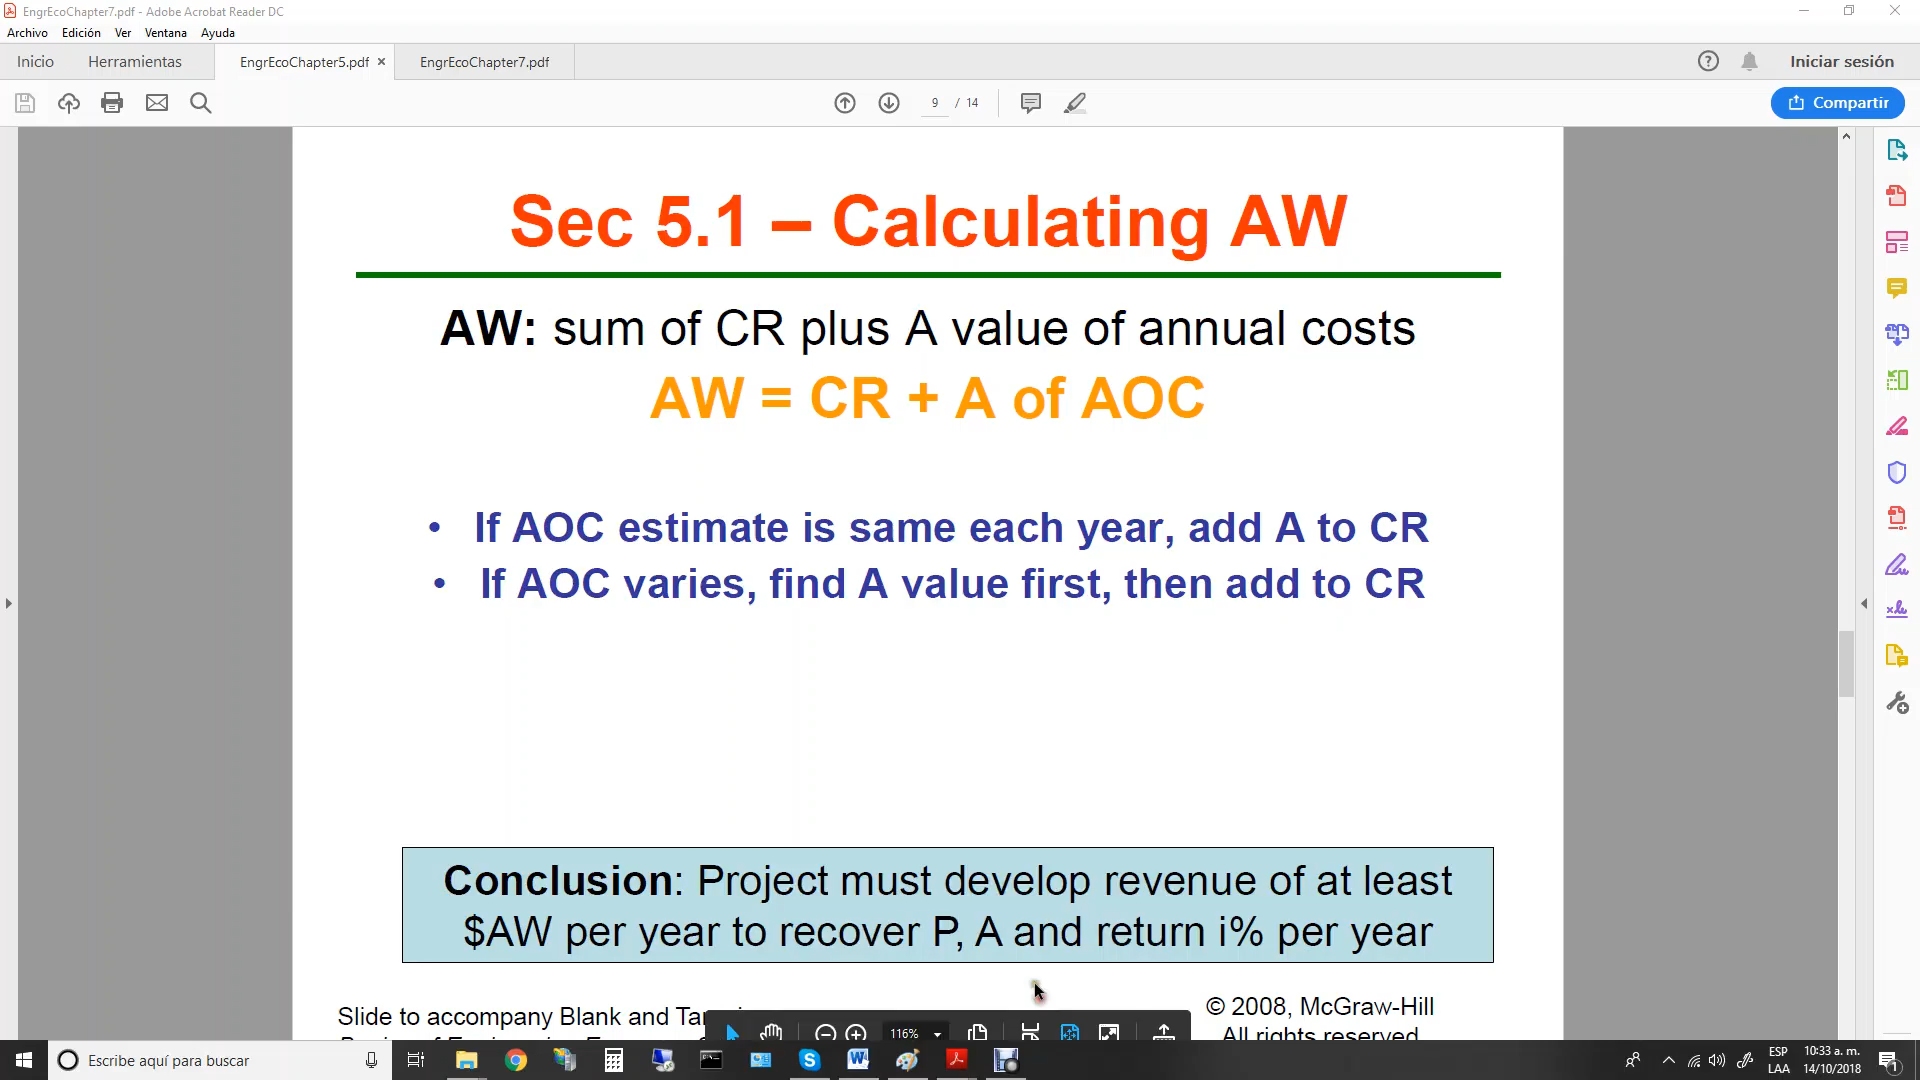 EngrEcoChapter7.pdf - Adobe Acrobat Reader DC
Archivo Edición Ver Ventana Ayuda
Inicio Herramientas EngrEcoChapter5.pdf × EngrEcoChapter7.pdf Iniciar sesión
9 / 14 Compartir
Sec 5.1 – Calculating AW
AW: sum of CR plus A value of annual costs
AW = CR + A of AOC
• If AOC estimate is same each year, add A to CR
• If AOC varies, find A value first, then add to CR
Conclusion: Project must develop revenue of at least
$AW per year to recover P, A and return i% per year
Slide to accompany Blank and
© 2008, McGraw-Hill
All rights reserved
116%
Escribe aquí para buscar
ESP
LAA
10:33 a. m.
14/10/2018
1